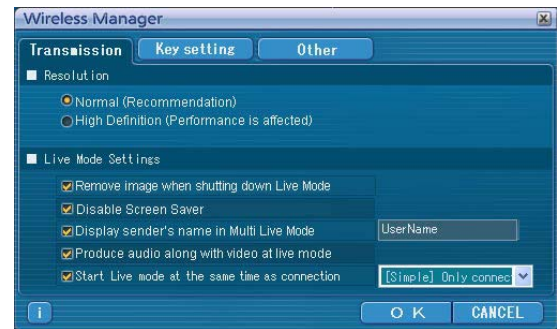 Wireless Manager
Transmission Key setting Other
Resolution
Normal (Recommendation)
High Definition (Performance is affected)
Live Mode Settings
Remove image when shutting down Live Mode
Disable Screen Saver
Display sender's name in Multi Live Mode UserName
Produce audio along with video at live mode
Start Live mode at the same time as connection [Simple] Only connec
i OK CANCEL